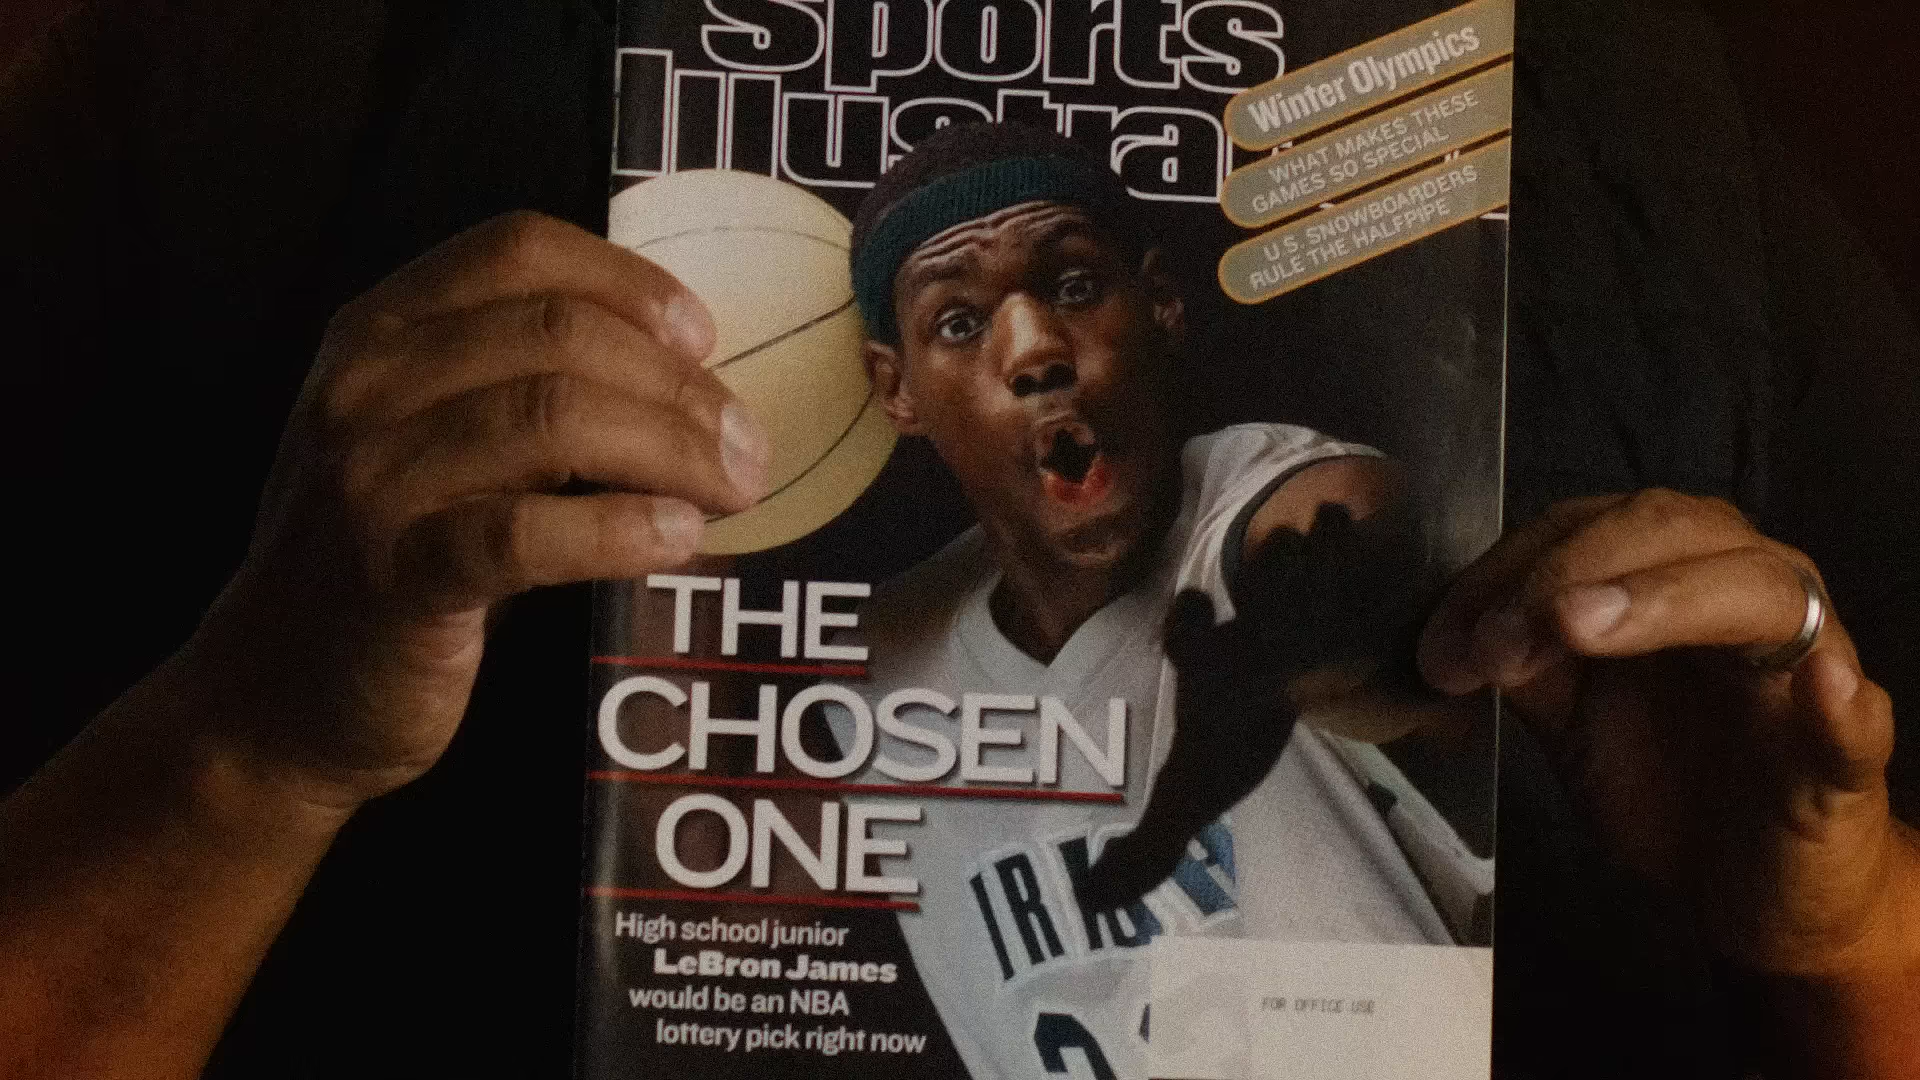 Sports
Illustra
Winter Olympics
WHAT MAKES THESE
GAMES SO SPECIAL
U.S. SNOWBOARDERS
RULE THE HALFPIPE
THE
CHOSEN
ONE
High school junior
LeBron James
would be an NBA
lottery pick right now
IR
FOR OFFICE USE